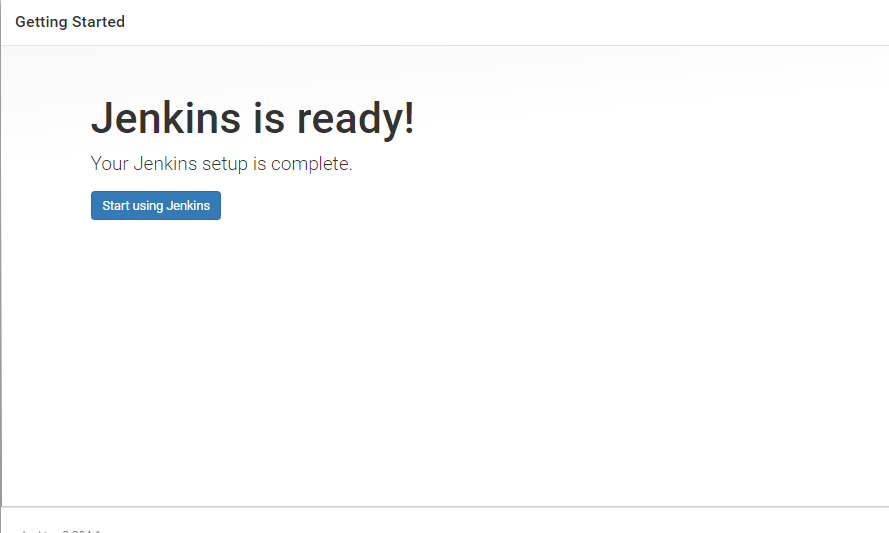 Getting Started
Jenkins is ready!
Your Jenkins setup is complete.
Start using Jenkins